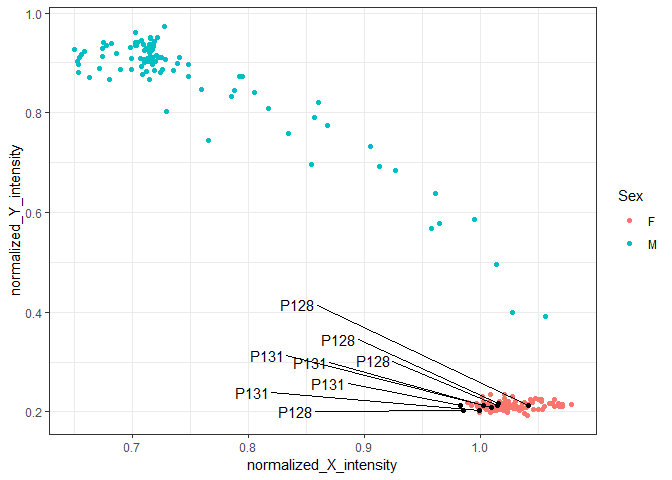 1.0
0.8
0.6
0.4
0.2
normalized_Y_intensity
P128
P128
P131
P131
P128
P131
P131
P128
0.7
0.8
0.9
1.0
normalized_X_intensity
Sex
F
M